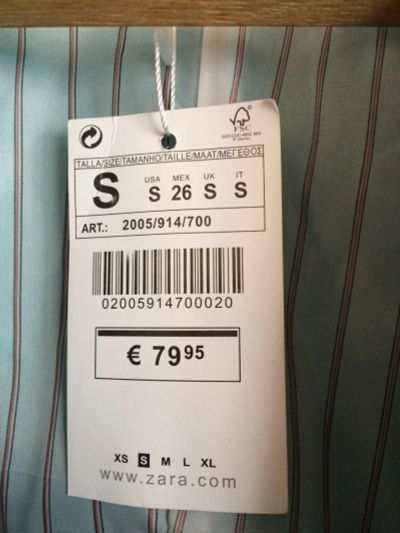 FSC
TALLA/SIZE/TAMANHO/TAILLE/MAAT/ΜΕΓΕΘΟΣ
S USA S MEX 26 UK S IT S
ART.: 2005/914/700
02005914700020
€ 79 95
XS S M L XL
www.zara.com